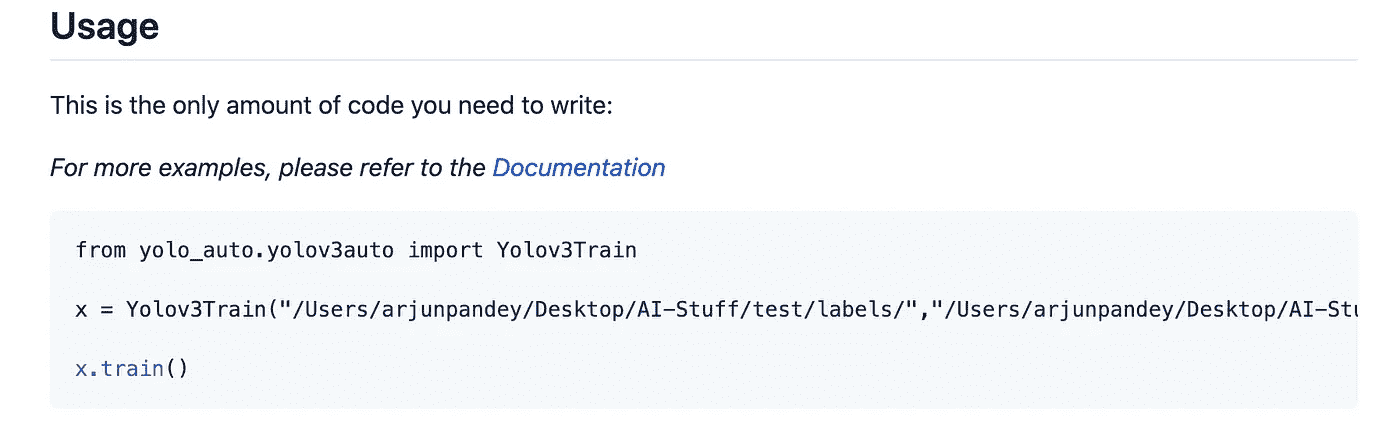 Usage
This is the only amount of code you need to write:
For more examples, please refer to the Documentation
from yolo_auto.yolov3auto import Yolov3Train
x = Yolov3Train("/Users/arjunpandey/Desktop/AI-Stuff/test/labels/","/Users/arjunpandey/Desktop/AI-Stu
x.train()